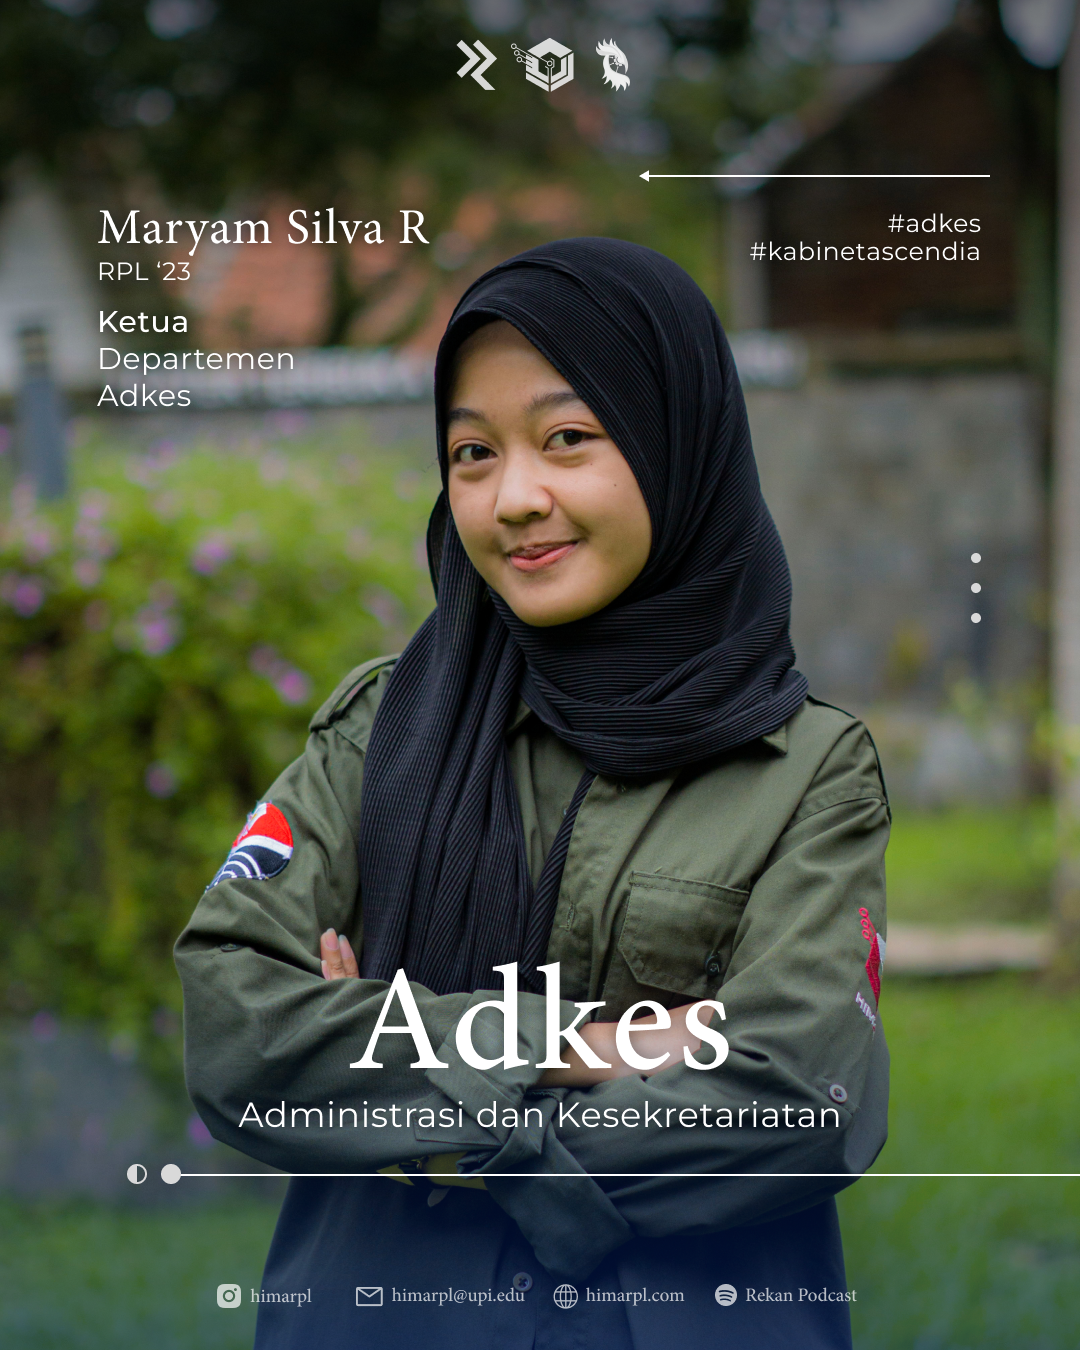 Maryam Silva R
RPL ‘23
Ketua
Departemen
Adkes
#adkes
#kabinetascendia
Adkes
Administrasi dan Kesekretariatan
himarpl
himarpl@upi.edu
himarpl.com
Rekan Podcast